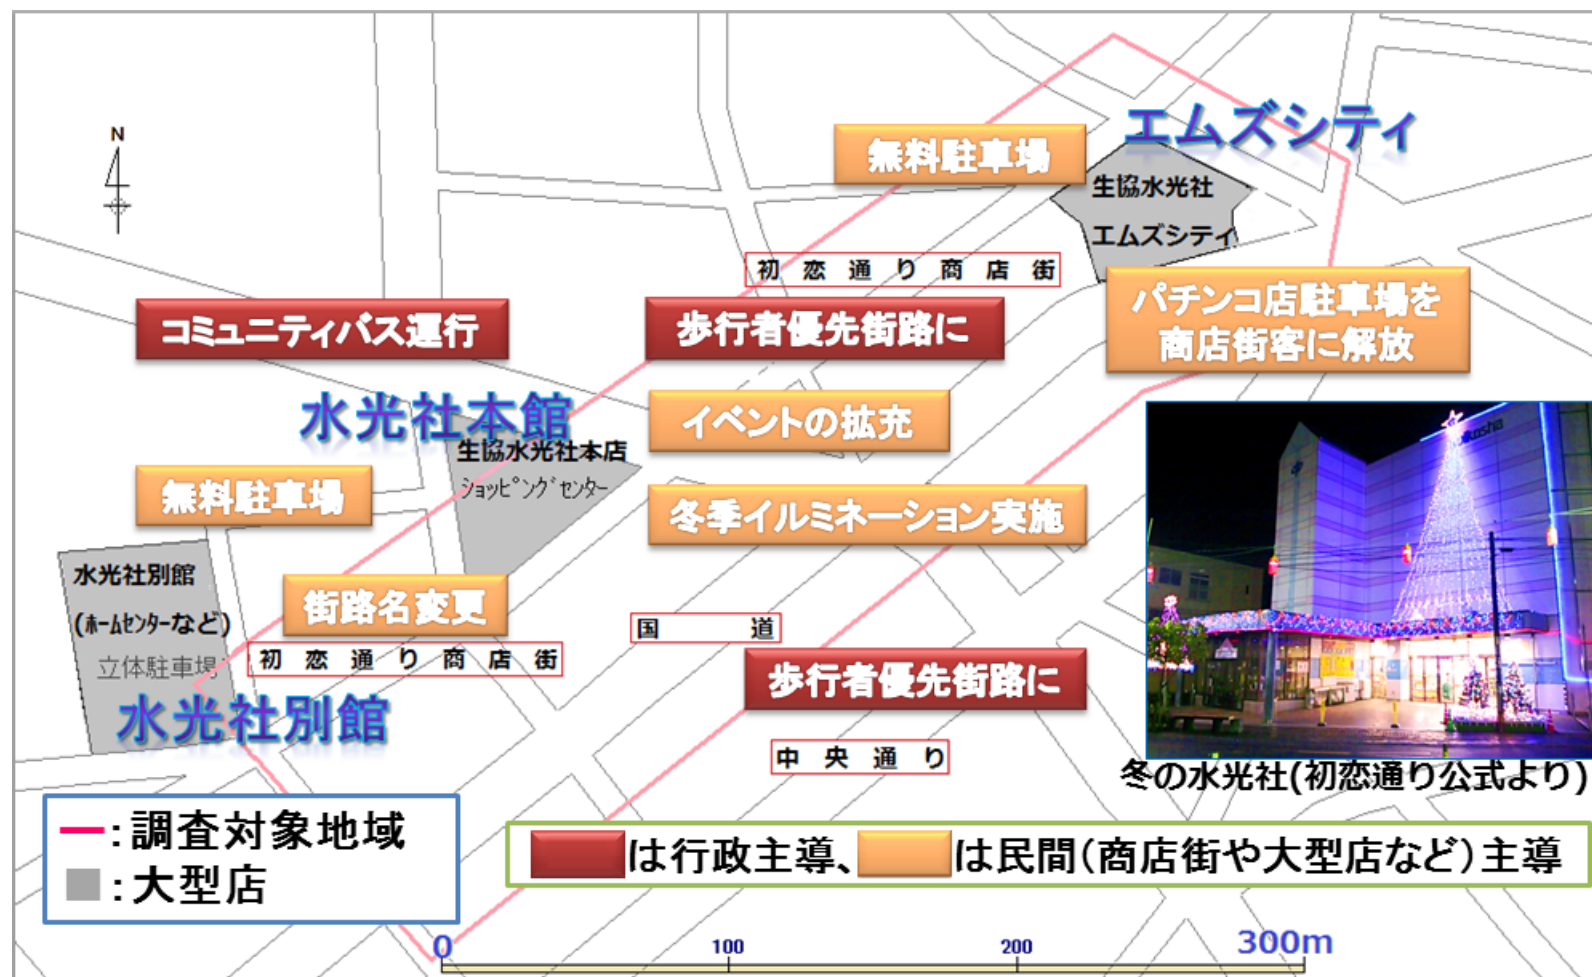 N
エムズシティ
無料駐車場
生協水光社
エムズシティ
初恋通り商店街
パチンコ店駐車場を
商店街客に解放
コミュニティバス運行
歩行者優先街路に
水光社本館
イベントの拡充
生協水光社本店
ショッピングセンター
無料駐車場
冬季イルミネーション実施
水光社別館
(ホームセンターなど)
立体駐車場
街路名変更
国道
初恋通り商店街
歩行者優先街路に
水光社別館
中央通り
冬の水光社(初恋通り公式より)
:調査対象地域
:大型店
は行政主導、は民間(商店街や大型店など)主導
0 100 200 300m